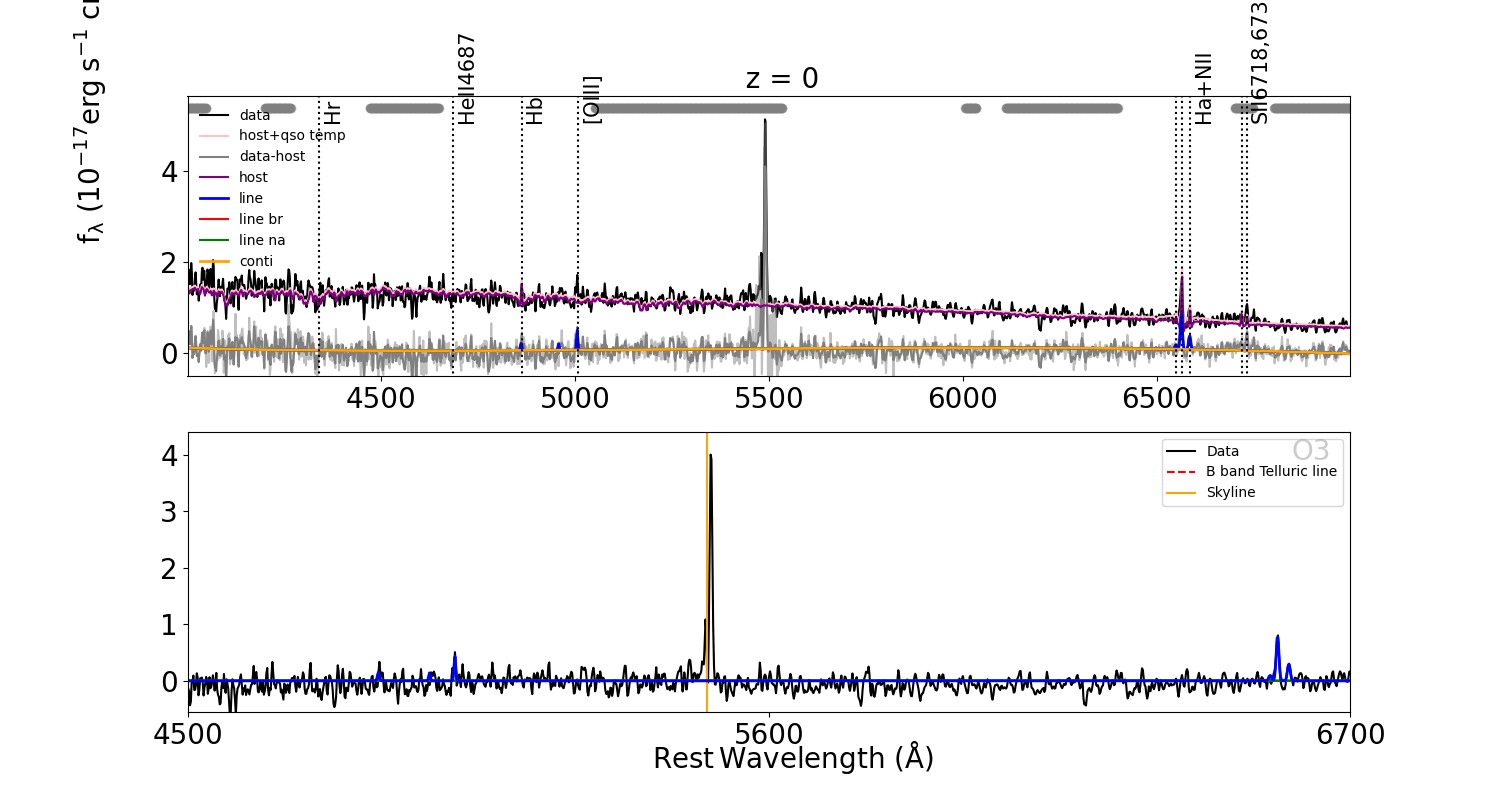 z = 0
fλ (10−17erg s−1 c
Hr
HeII4687
Hb
[OIII]
Ha+NII
SII6718,673
data
host+qso temp
data-host
host
line
line br
line na
conti
4
2
0
4500
5000
5500
6000
6500
O3
Data
B band Telluric line
Skyline
4
3
2
1
0
4500
5600
6700
Rest Wavelength (Å)